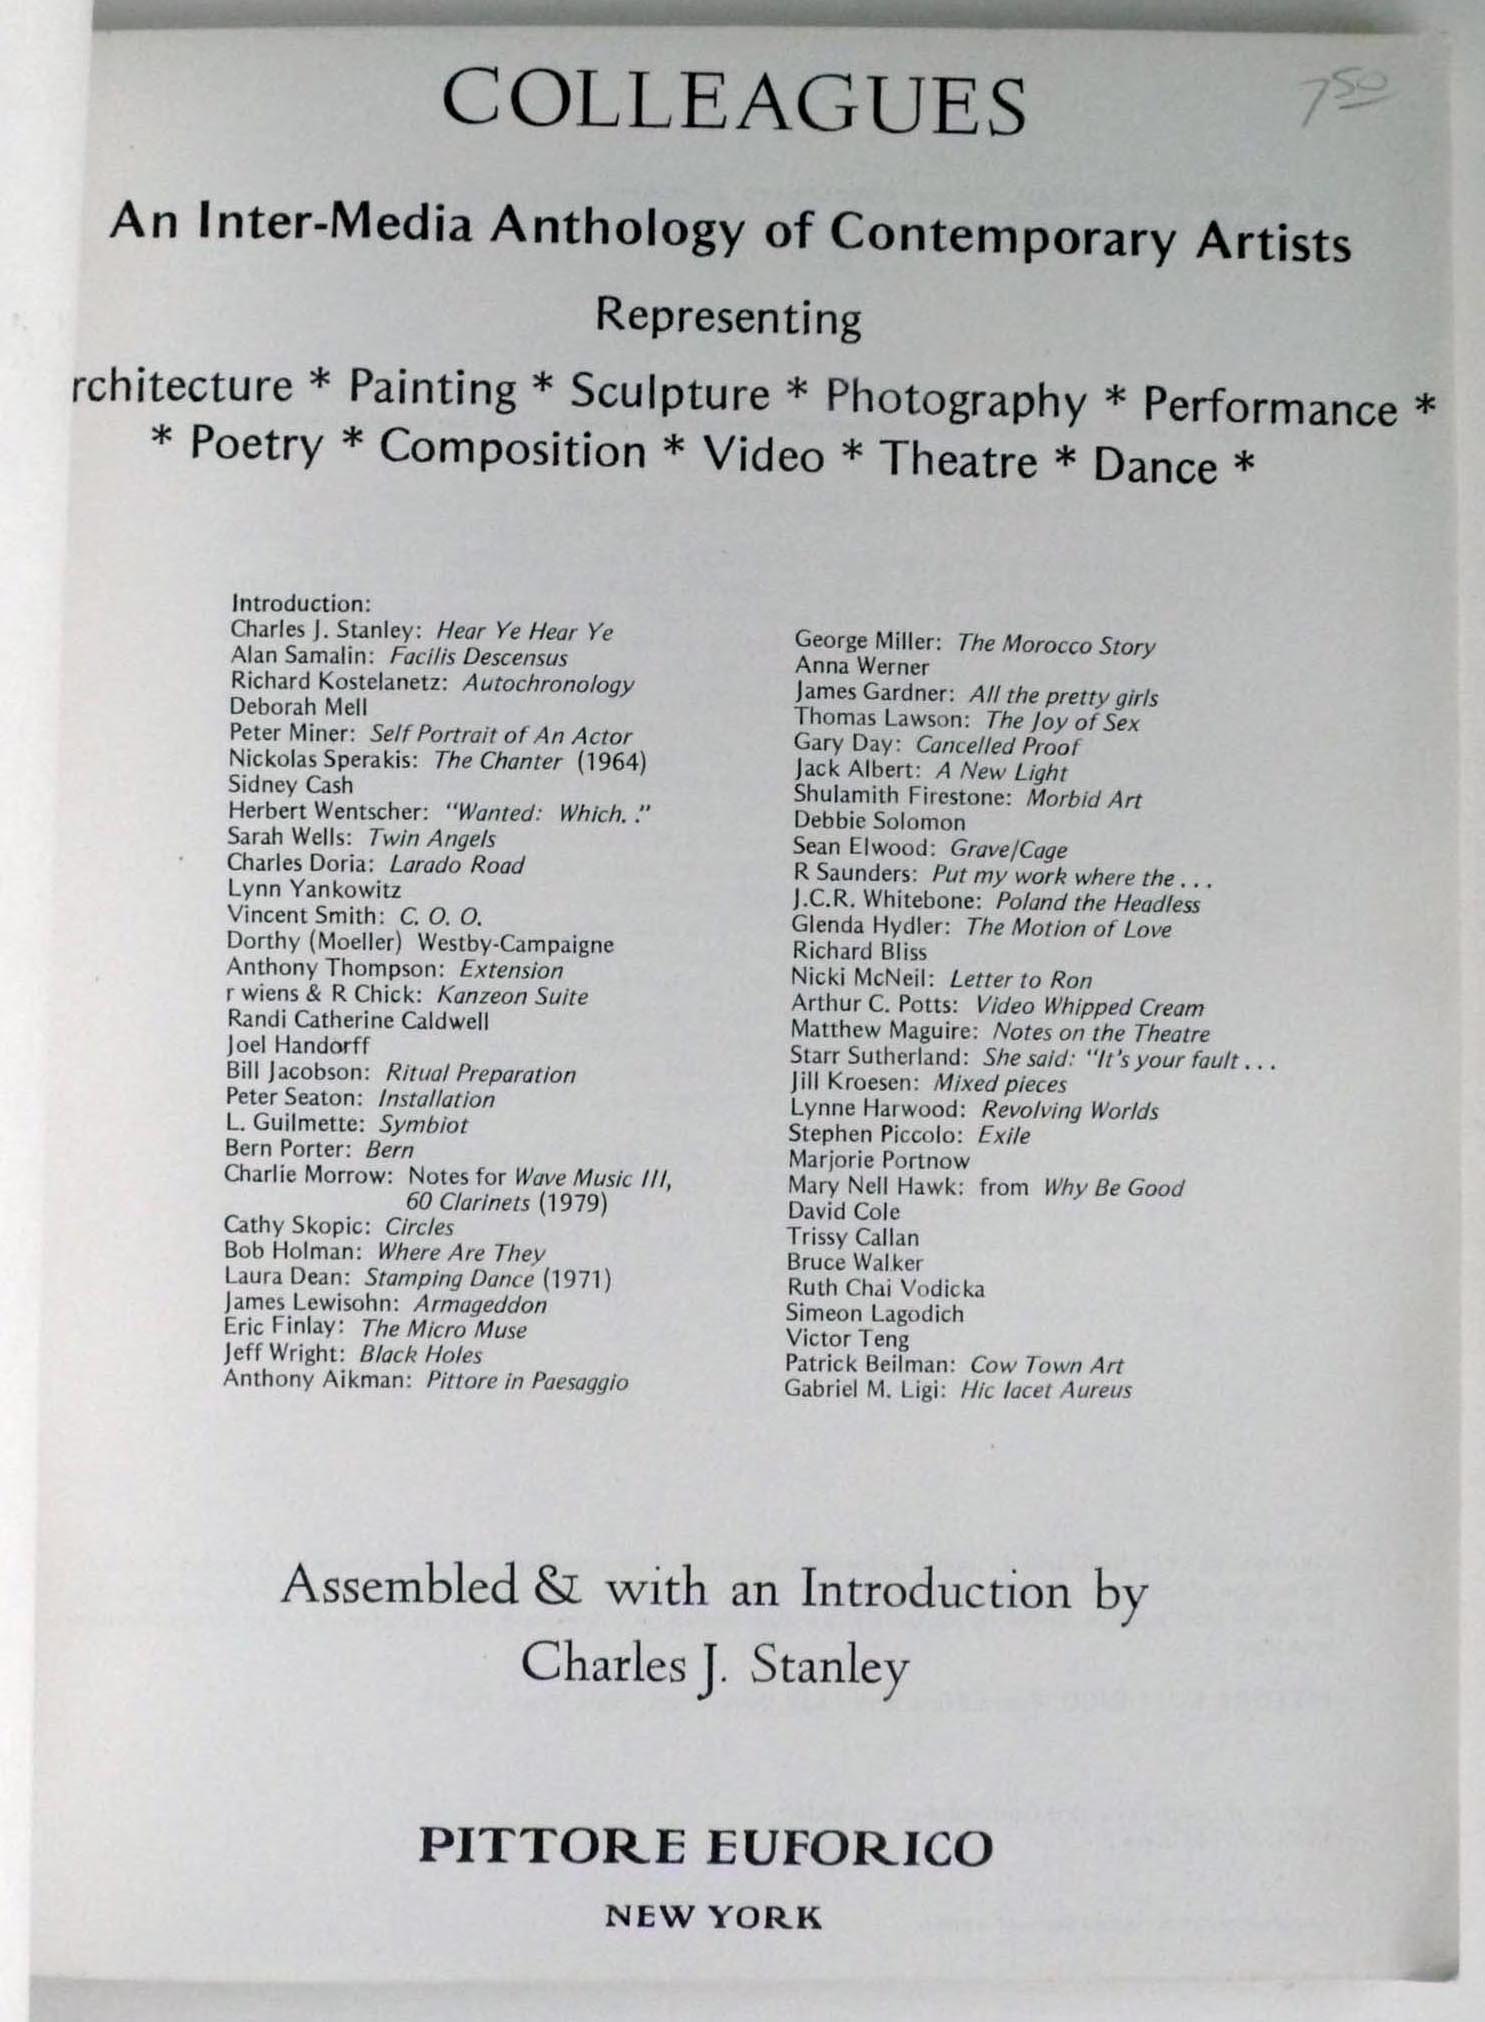 COLLEAGUES
7 50
An Inter-Media Anthology of Contemporary Artists
Representing
rchitecture * Painting * Sculpture * Photography * Performance *
* Poetry * Composition * Video * Theatre * Dance *
Introduction:
Charles J. Stanley: Hear Ye Hear Ye
Alan Samalin: Facilis Descensus
Richard Kostelanetz: Autochronology
Deborah Mell
Peter Miner: Self Portrait of An Actor
Nickolas Sperakis: The Chanter (1964)
Sidney Cash
Herbert Wentscher: "Wanted: Which. ."
Sarah Wells: Twin Angels
Charles Doria: Larado Road
Lynn Yankowitz
Vincent Smith: C. O. O.
Dorthy (Moeller) Westby-Campaigne
Anthony Thompson: Extension
r wiens & R Chick: Kanzeon Suite
Randi Catherine Caldwell
Joel Handorff
Bill Jacobson: Ritual Preparation
Peter Seaton: Installation
L. Guilmette: Symbiot
Bern Porter: Bern
Charlie Morrow: Notes for Wave Music III,
60 Clarinets (1979)
Cathy Skopic: Circles
Bob Holman: Where Are They
Laura Dean: Stamping Dance (1971)
James Lewisohn: Armageddon
Eric Finlay: The Micro Muse
Jeff Wright: Black Holes
Anthony Aikman: Pittore in Paesaggio
George Miller: The Morocco Story
Anna Werner
James Gardner: All the pretty girls
Thomas Lawson: The Joy of Sex
Gary Day: Cancelled Proof
Jack Albert: A New Light
Shulamith Firestone: Morbid Art
Debbie Solomon
Sean Elwood: Grave/Cage
R Saunders: Put my work where the . . .
J.C.R. Whitebone: Poland the Headless
Glenda Hydler: The Motion of Love
Richard Bliss
Nicki McNeil: Letter to Ron
Arthur C. Potts: Video Whipped Cream
Matthew Maguire: Notes on the Theatre
Starr Sutherland: She said: "It's your fault . . .
Jill Kroesen: Mixed pieces
Lynne Harwood: Revolving Worlds
Stephen Piccolo: Exile
Marjorie Portnow
Mary Nell Hawk: from Why Be Good
David Cole
Trissy Callan
Bruce Walker
Ruth Chai Vodicka
Simeon Lagodich
Victor Teng
Patrick Beilman: Cow Town Art
Gabriel M. Ligi: Hic Iacet Aureus
Assembled & with an Introduction by
Charles J. Stanley
PITTORE EUFORICO
NEW YORK